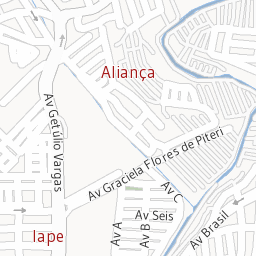 Aliança
Av Getúlio Vargas
Av Graciela Flores de Piteri
Av C
Av Seis
Av A
Av B
Av Brasil
Iape